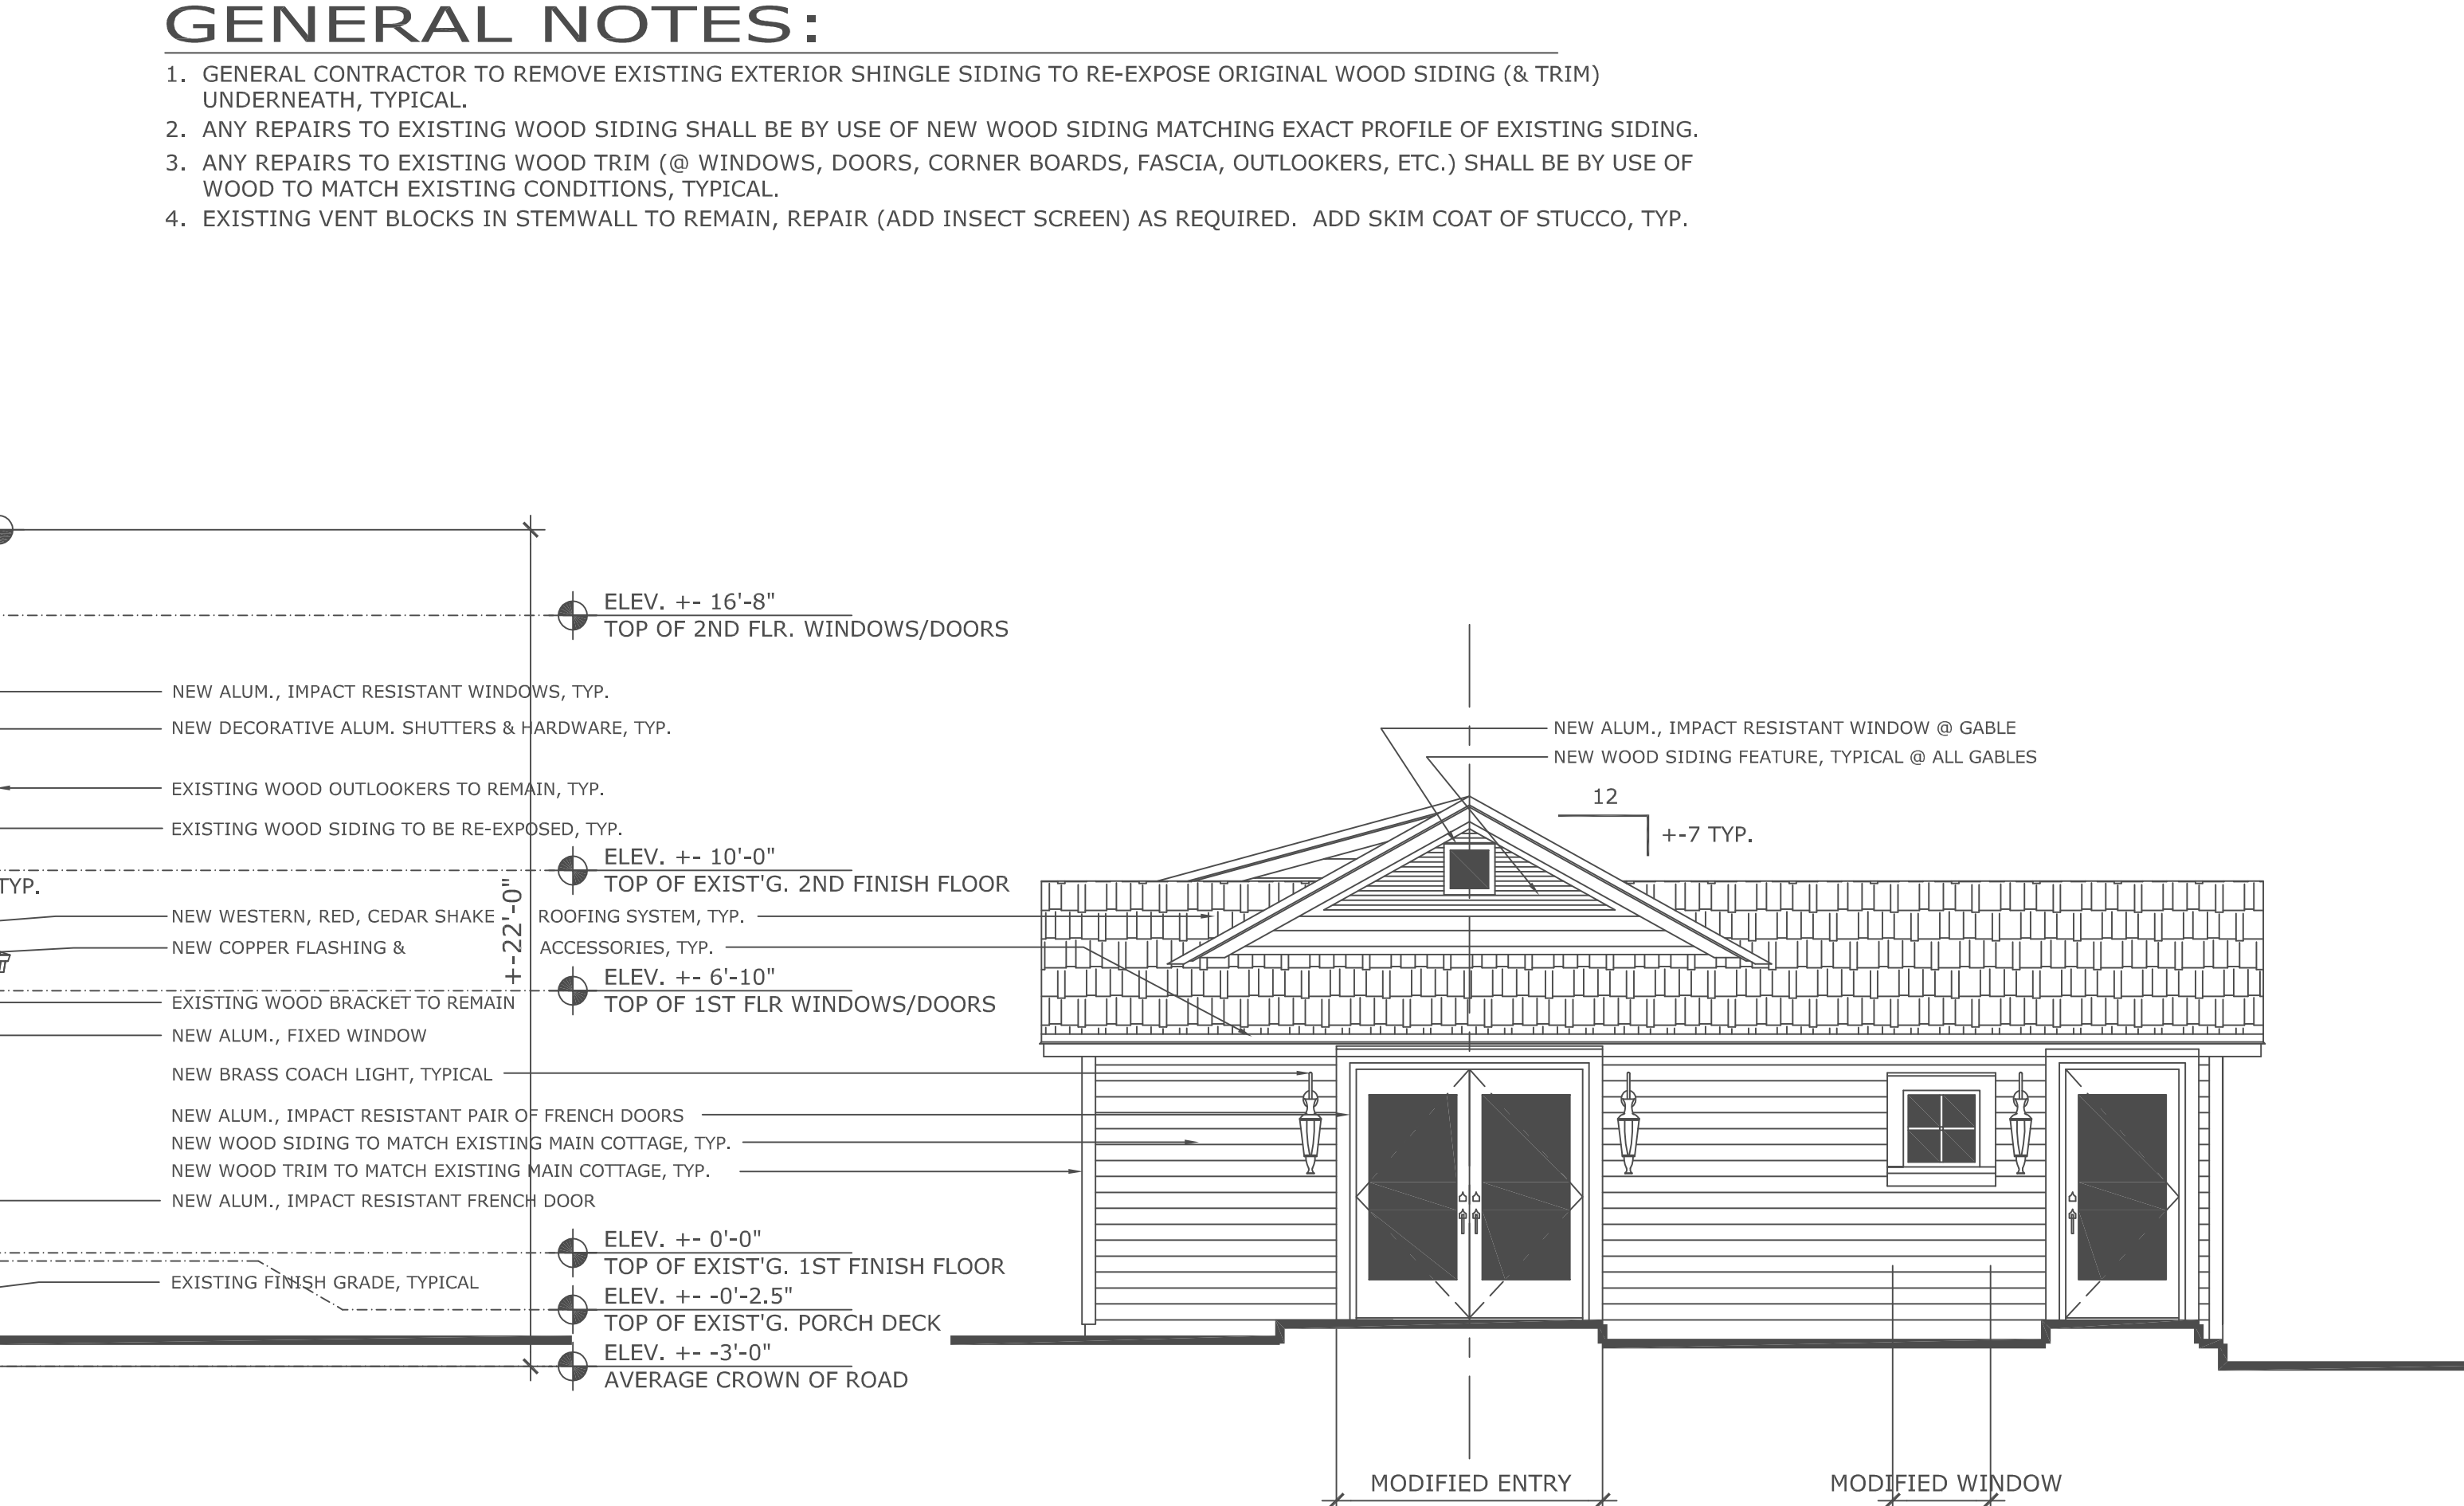 GENERAL NOTES:
1. GENERAL CONTRACTOR TO REMOVE EXISTING EXTERIOR SHINGLE SIDING TO RE-EXPOSE ORIGINAL WOOD SIDING (& TRIM)
UNDERNEATH, TYPICAL.
2. ANY REPAIRS TO EXISTING WOOD SIDING SHALL BE BY USE OF NEW WOOD SIDING MATCHING EXACT PROFILE OF EXISTING SIDING.
3. ANY REPAIRS TO EXISTING WOOD TRIM (@ WINDOWS, DOORS, CORNER BOARDS, FASCIA, OUTLOOKERS, ETC.) SHALL BE BY USE OF
WOOD TO MATCH EXISTING CONDITIONS, TYPICAL.
4. EXISTING VENT BLOCKS IN STEMWALL TO REMAIN, REPAIR (ADD INSECT SCREEN) AS REQUIRED. ADD SKIM COAT OF STUCCO, TYP.
ELEV. +- 16'-8"
TOP OF 2ND FLR. WINDOWS/DOORS
NEW ALUM., IMPACT RESISTANT WINDOWS, TYP.
NEW DECORATIVE ALUM. SHUTTERS & HARDWARE, TYP.
EXISTING WOOD OUTLOOKERS TO REMAIN, TYP.
EXISTING WOOD SIDING TO BE RE-EXPOSED, TYP.
ELEV. +- 10'-0"
TOP OF EXIST'G. 2ND FINISH FLOOR
TYP.
NEW WESTERN, RED, CEDAR SHAKE ROOFING SYSTEM, TYP.
NEW COPPER FLASHING & ACCESSORIES, TYP.
+-22'-0"
ELEV. +- 6'-10"
TOP OF 1ST FLR WINDOWS/DOORS
EXISTING WOOD BRACKET TO REMAIN
NEW ALUM., FIXED WINDOW
NEW BRASS COACH LIGHT, TYPICAL
NEW ALUM., IMPACT RESISTANT PAIR OF FRENCH DOORS
NEW WOOD SIDING TO MATCH EXISTING MAIN COTTAGE, TYP.
NEW WOOD TRIM TO MATCH EXISTING MAIN COTTAGE, TYP.
NEW ALUM., IMPACT RESISTANT FRENCH DOOR
ELEV. +- 0'-0"
TOP OF EXIST'G. 1ST FINISH FLOOR
EXISTING FINISH GRADE, TYPICAL
ELEV. +- -0'-2.5"
TOP OF EXIST'G. PORCH DECK
ELEV. +- -3'-0"
AVERAGE CROWN OF ROAD
NEW ALUM., IMPACT RESISTANT WINDOW @ GABLE
NEW WOOD SIDING FEATURE, TYPICAL @ ALL GABLES
12
+-7 TYP.
MODIFIED ENTRY
MODIFIED WINDOW